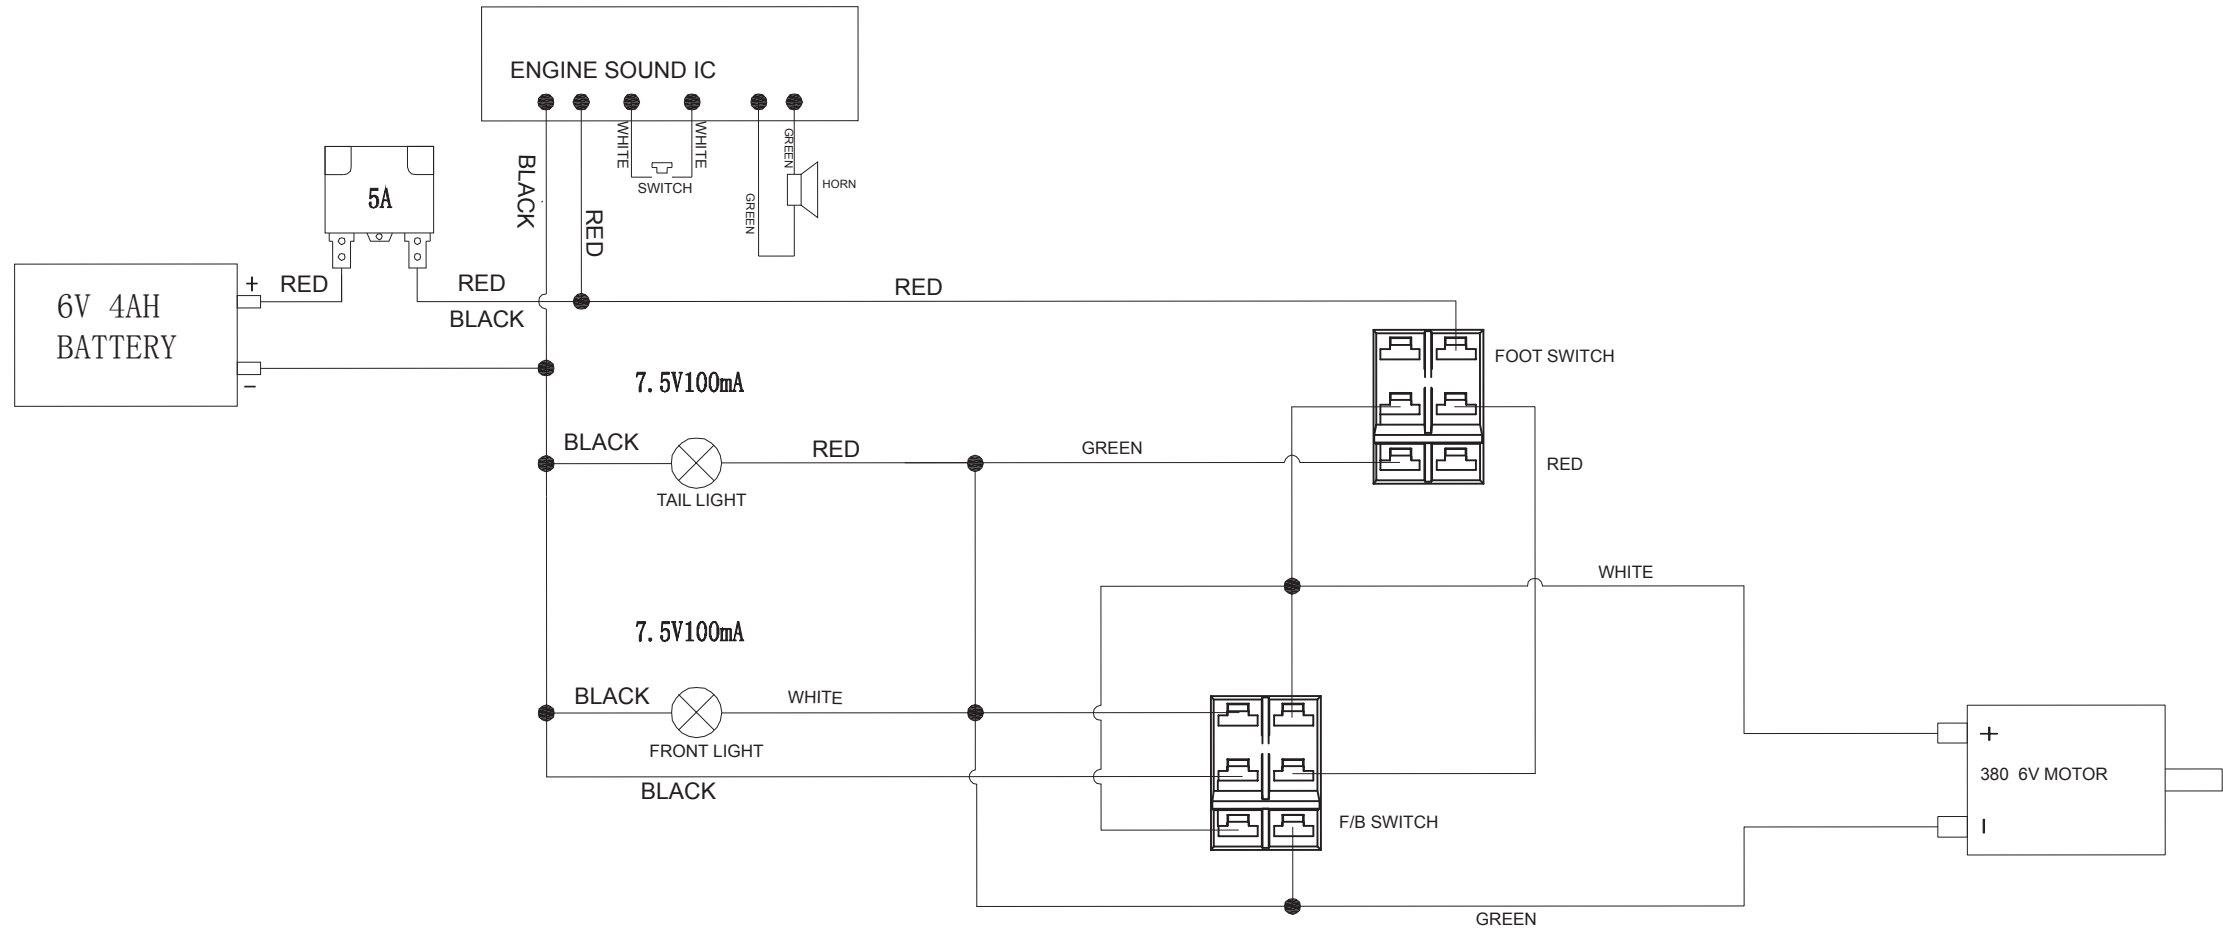 ENGINE SOUND IC
WHITE
WHITE
GREEN
SWITCH
HORN
GREEN
BLACK
RED
5A
+
RED
RED
RED
6V 4AH
BATTERY
BLACK
-
FOOT SWITCH
7.5V100mA
BLACK
RED
GREEN
RED
TAIL LIGHT
WHITE
7.5V100mA
BLACK
WHITE
FRONT LIGHT
BLACK
+
380 6V MOTOR
F/B SWITCH
I
GREEN